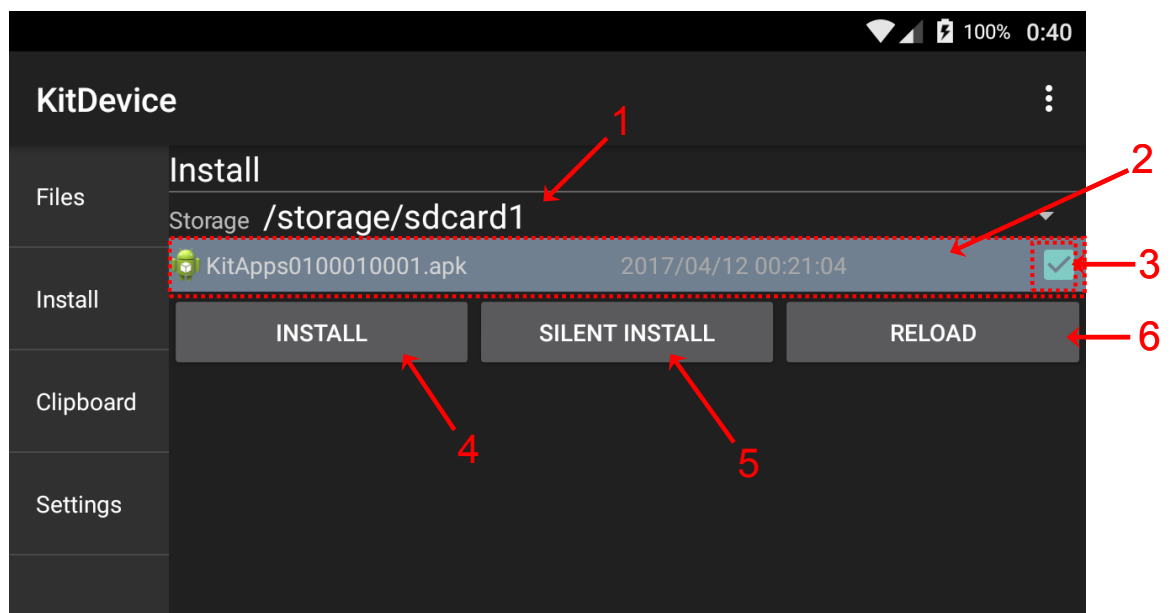 100% 0:40
KitDevice
1
2
Files
Install
Storage /storage/sdcard1
KitApps0100010001.apk 2017/04/12 00:21:04
3
Install
INSTALL SILENT INSTALL RELOAD
6
Clipboard
4
5
Settings